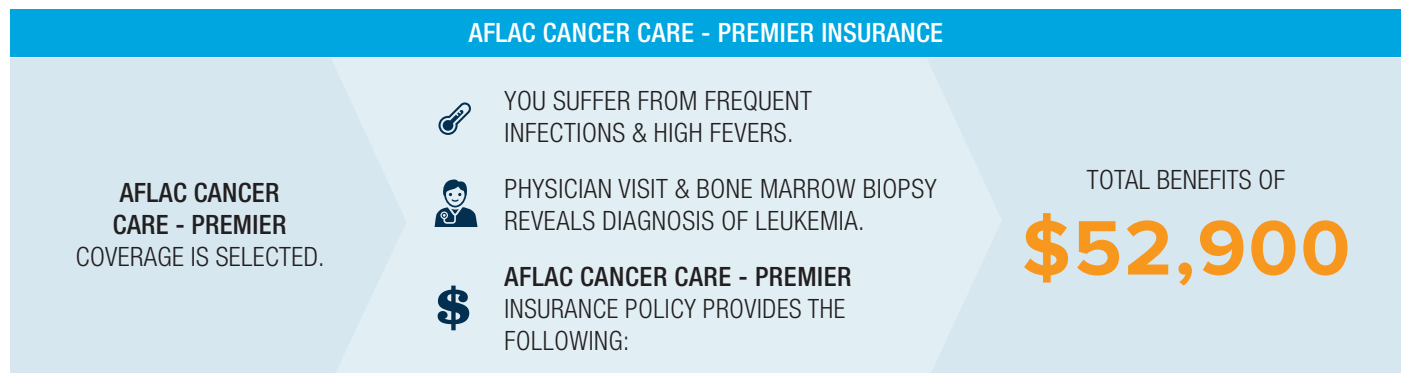 AFLAC CANCER CARE - PREMIER INSURANCE
AFLAC CANCER
CARE - PREMIER
COVERAGE IS SELECTED.
YOU SUFFER FROM FREQUENT
INFECTIONS & HIGH FEVERS.
PHYSICIAN VISIT & BONE MARROW BIOPSY
REVEALS DIAGNOSIS OF LEUKEMIA.
$
AFLAC CANCER CARE - PREMIER
INSURANCE POLICY PROVIDES THE
FOLLOWING:
TOTAL BENEFITS OF
$52,900